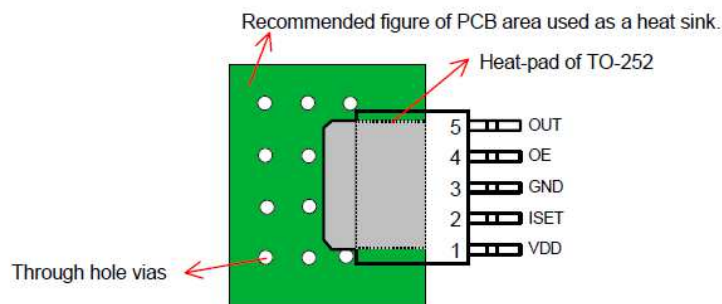 Recommended figure of PCB area used as a heat sink.
Heat-pad of TO-252
5 OUT
4 OE
3 GND
2 ISET
1 VDD
Through hole vias